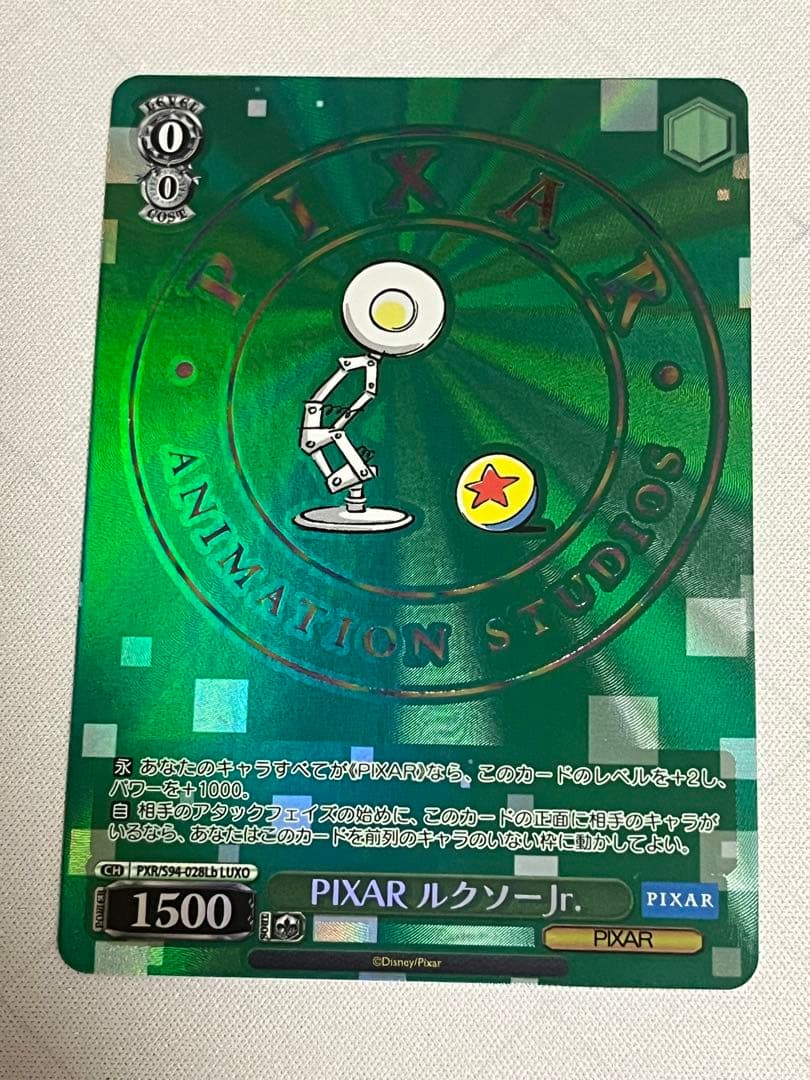 LEVEL
0
0
COST
PIXAR
ANIMATION STUDIOS
永 あなたのキャラすべてが《PIXAR》なら、このカードのレベルを+2し、
パワーを+1000。
自 相手のアタックフェイズの始めに、このカードの正面に相手のキャラが
いるなら、あなたはこのカードを前列のキャラのいない枠に動かしてよい。
CH PXR/S94-028Lb LUXO
POWER 1500
SOUL
PIXAR ルクソーJr.
PIXAR
PIXAR
©Disney/Pixar